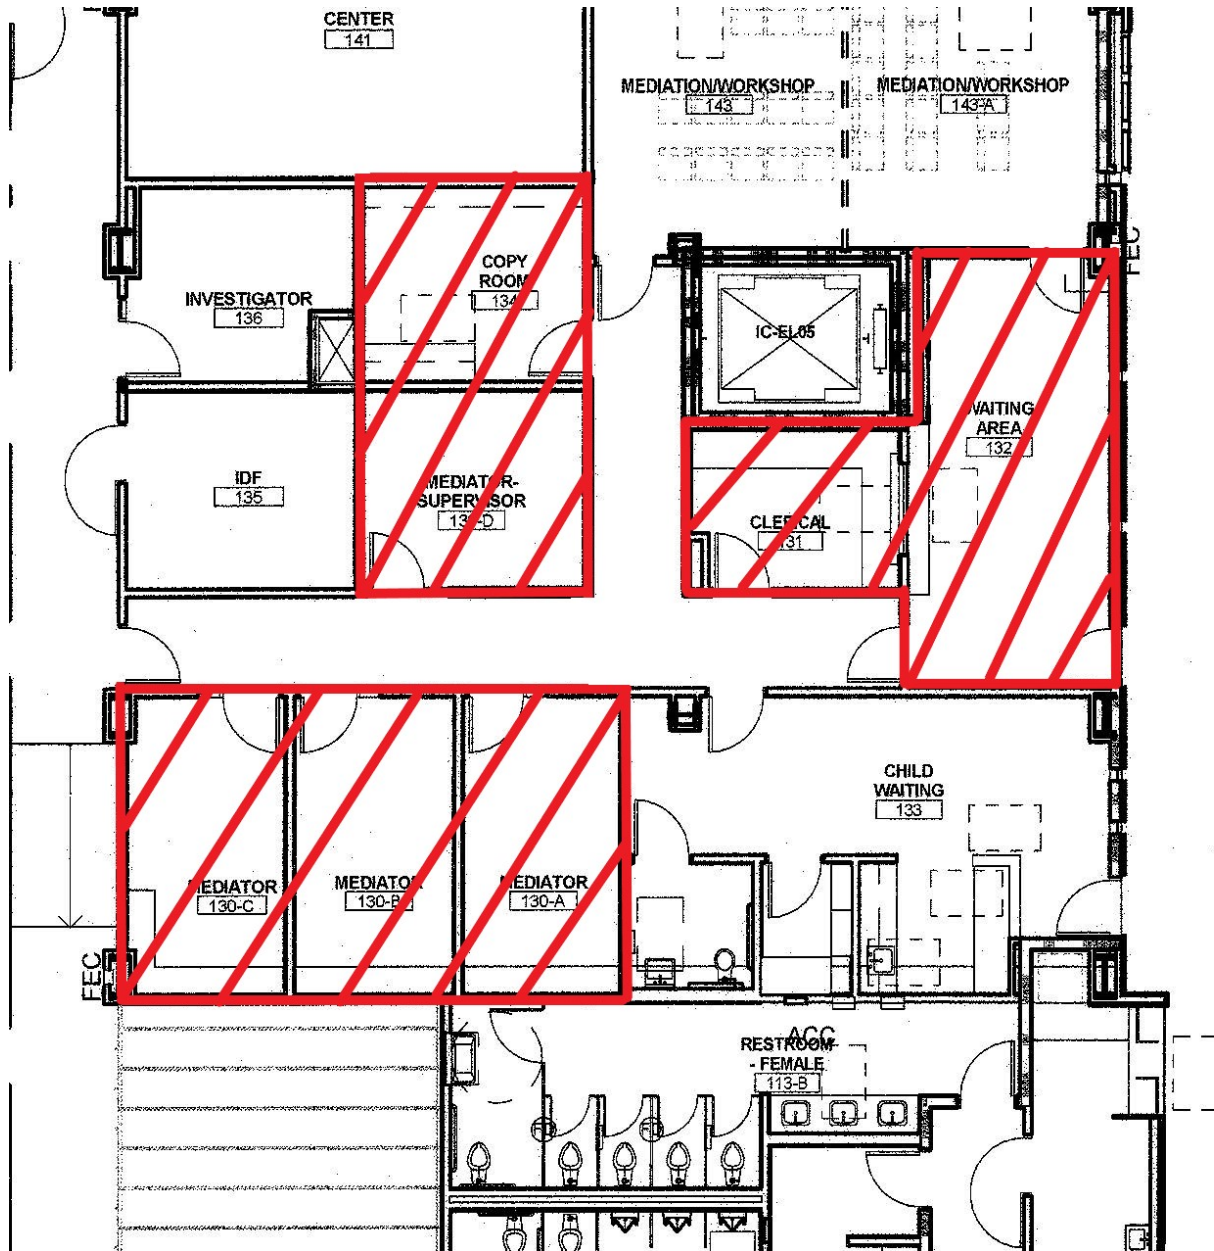 CENTER
141
MEDIATION/WORKSHOP
143
MEDIATION/WORKSHOP
143-A
COPY
ROOM
134
INVESTIGATOR
136
FEC
IC-EL05
WAITING
AREA
132
IDF
135
MEDIATOR-
SUPERVISOR
130-D
CLERICAL
131
CHILD
WAITING
133
MEDIATOR
130-C
MEDIATOR
130-B
MEDIATOR
130-A
FEC
ACC
RESTROOM
- FEMALE
113-B